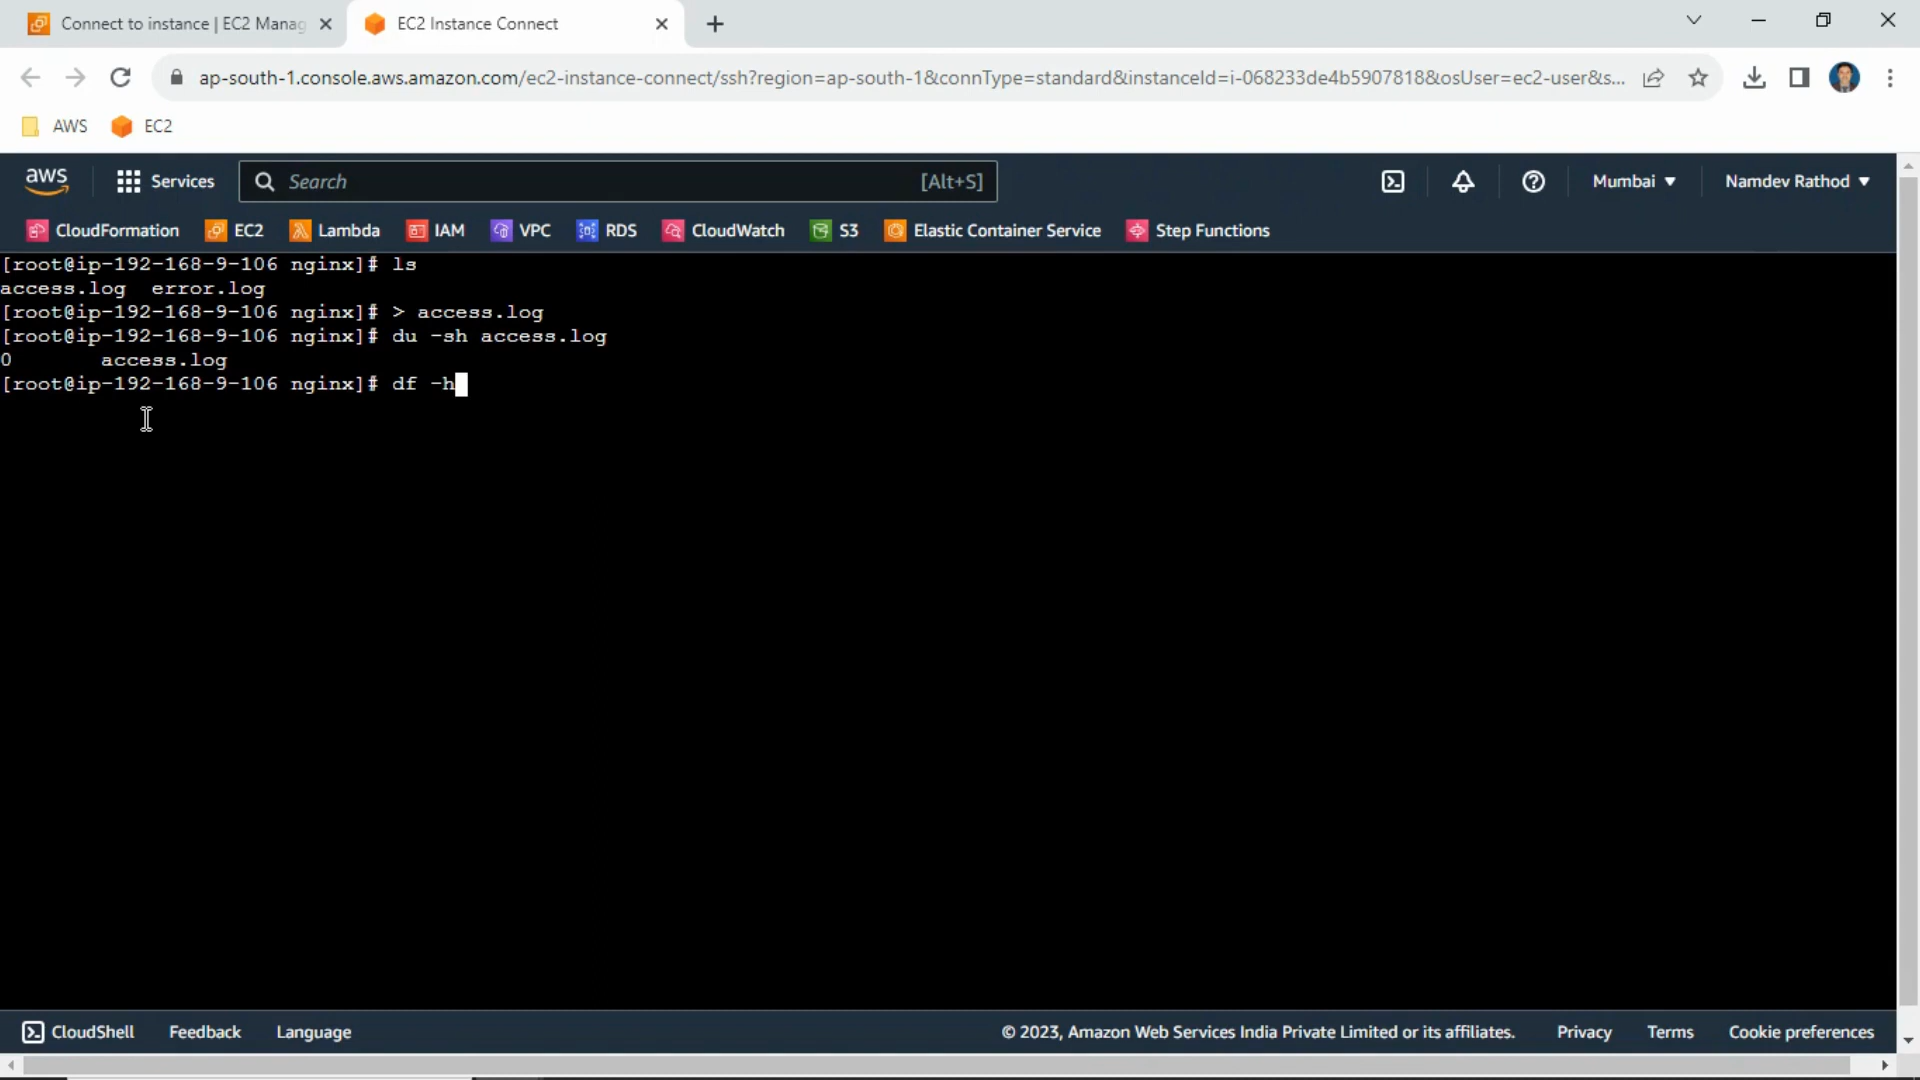 Connect to instance | EC2 Manag
EC2 Instance Connect
ap-south-1.console.aws.amazon.com/ec2-instance-connect/ssh?region=ap-south-1&connType=standard&instanceId=i-068233de4b5907818&osUser=ec2-user&s...
AWS EC2
aws Services Search [Alt+S] Mumbai Namdev Rathod
CloudFormation EC2 Lambda IAM VPC RDS CloudWatch S3 Elastic Container Service Step Functions
[root@ip-192-168-9-106 nginx]# ls
access.log  error.log
[root@ip-192-168-9-106 nginx]# > access.log
[root@ip-192-168-9-106 nginx]# du -sh access.log
0       access.log
[root@ip-192-168-9-106 nginx]# df -h
CloudShell Feedback Language © 2023, Amazon Web Services India Private Limited or its affiliates. Privacy Terms Cookie preferences